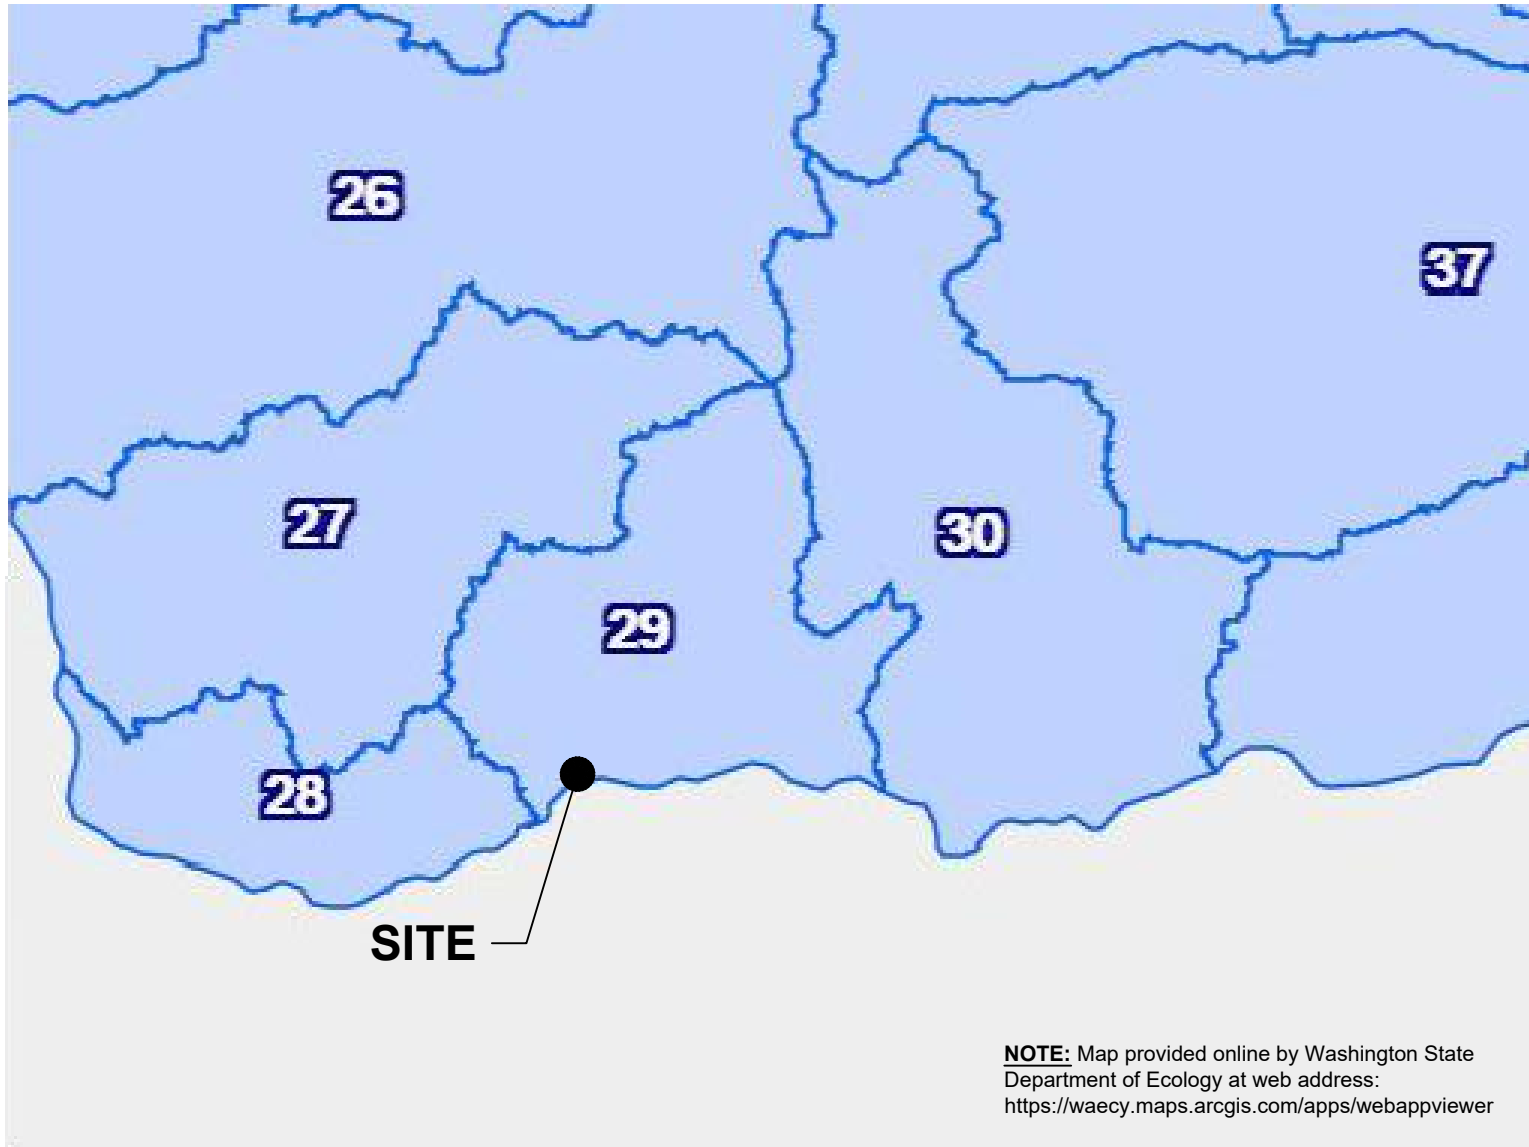 26
37
27
30
29
28
SITE
NOTE: Map provided online by Washington State
Department of Ecology at web address:
https://waecy.maps.arcgis.com/apps/webappviewer